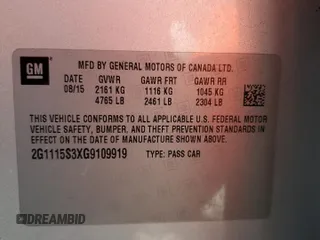 GM
MFD BY GENERAL MOTORS OF CANADA LTD.
DATE GVWR GAWR FRT GAWR RR
08/15 2161 KG 1116 KG 1045 KG
4765 LB 2461 LB 2304 LB
THIS VEHICLE CONFORMS TO ALL APPLICABLE U.S. FEDERAL MOTOR
VEHICLE SAFETY, BUMPER, AND THEFT PREVENTION STANDARDS
IN EFFECT ON THE DATE OF MANUFACTURE SHOWN ABOVE.
2G1115S3XG9109919 TYPE: PASS CAR
DREAMBID